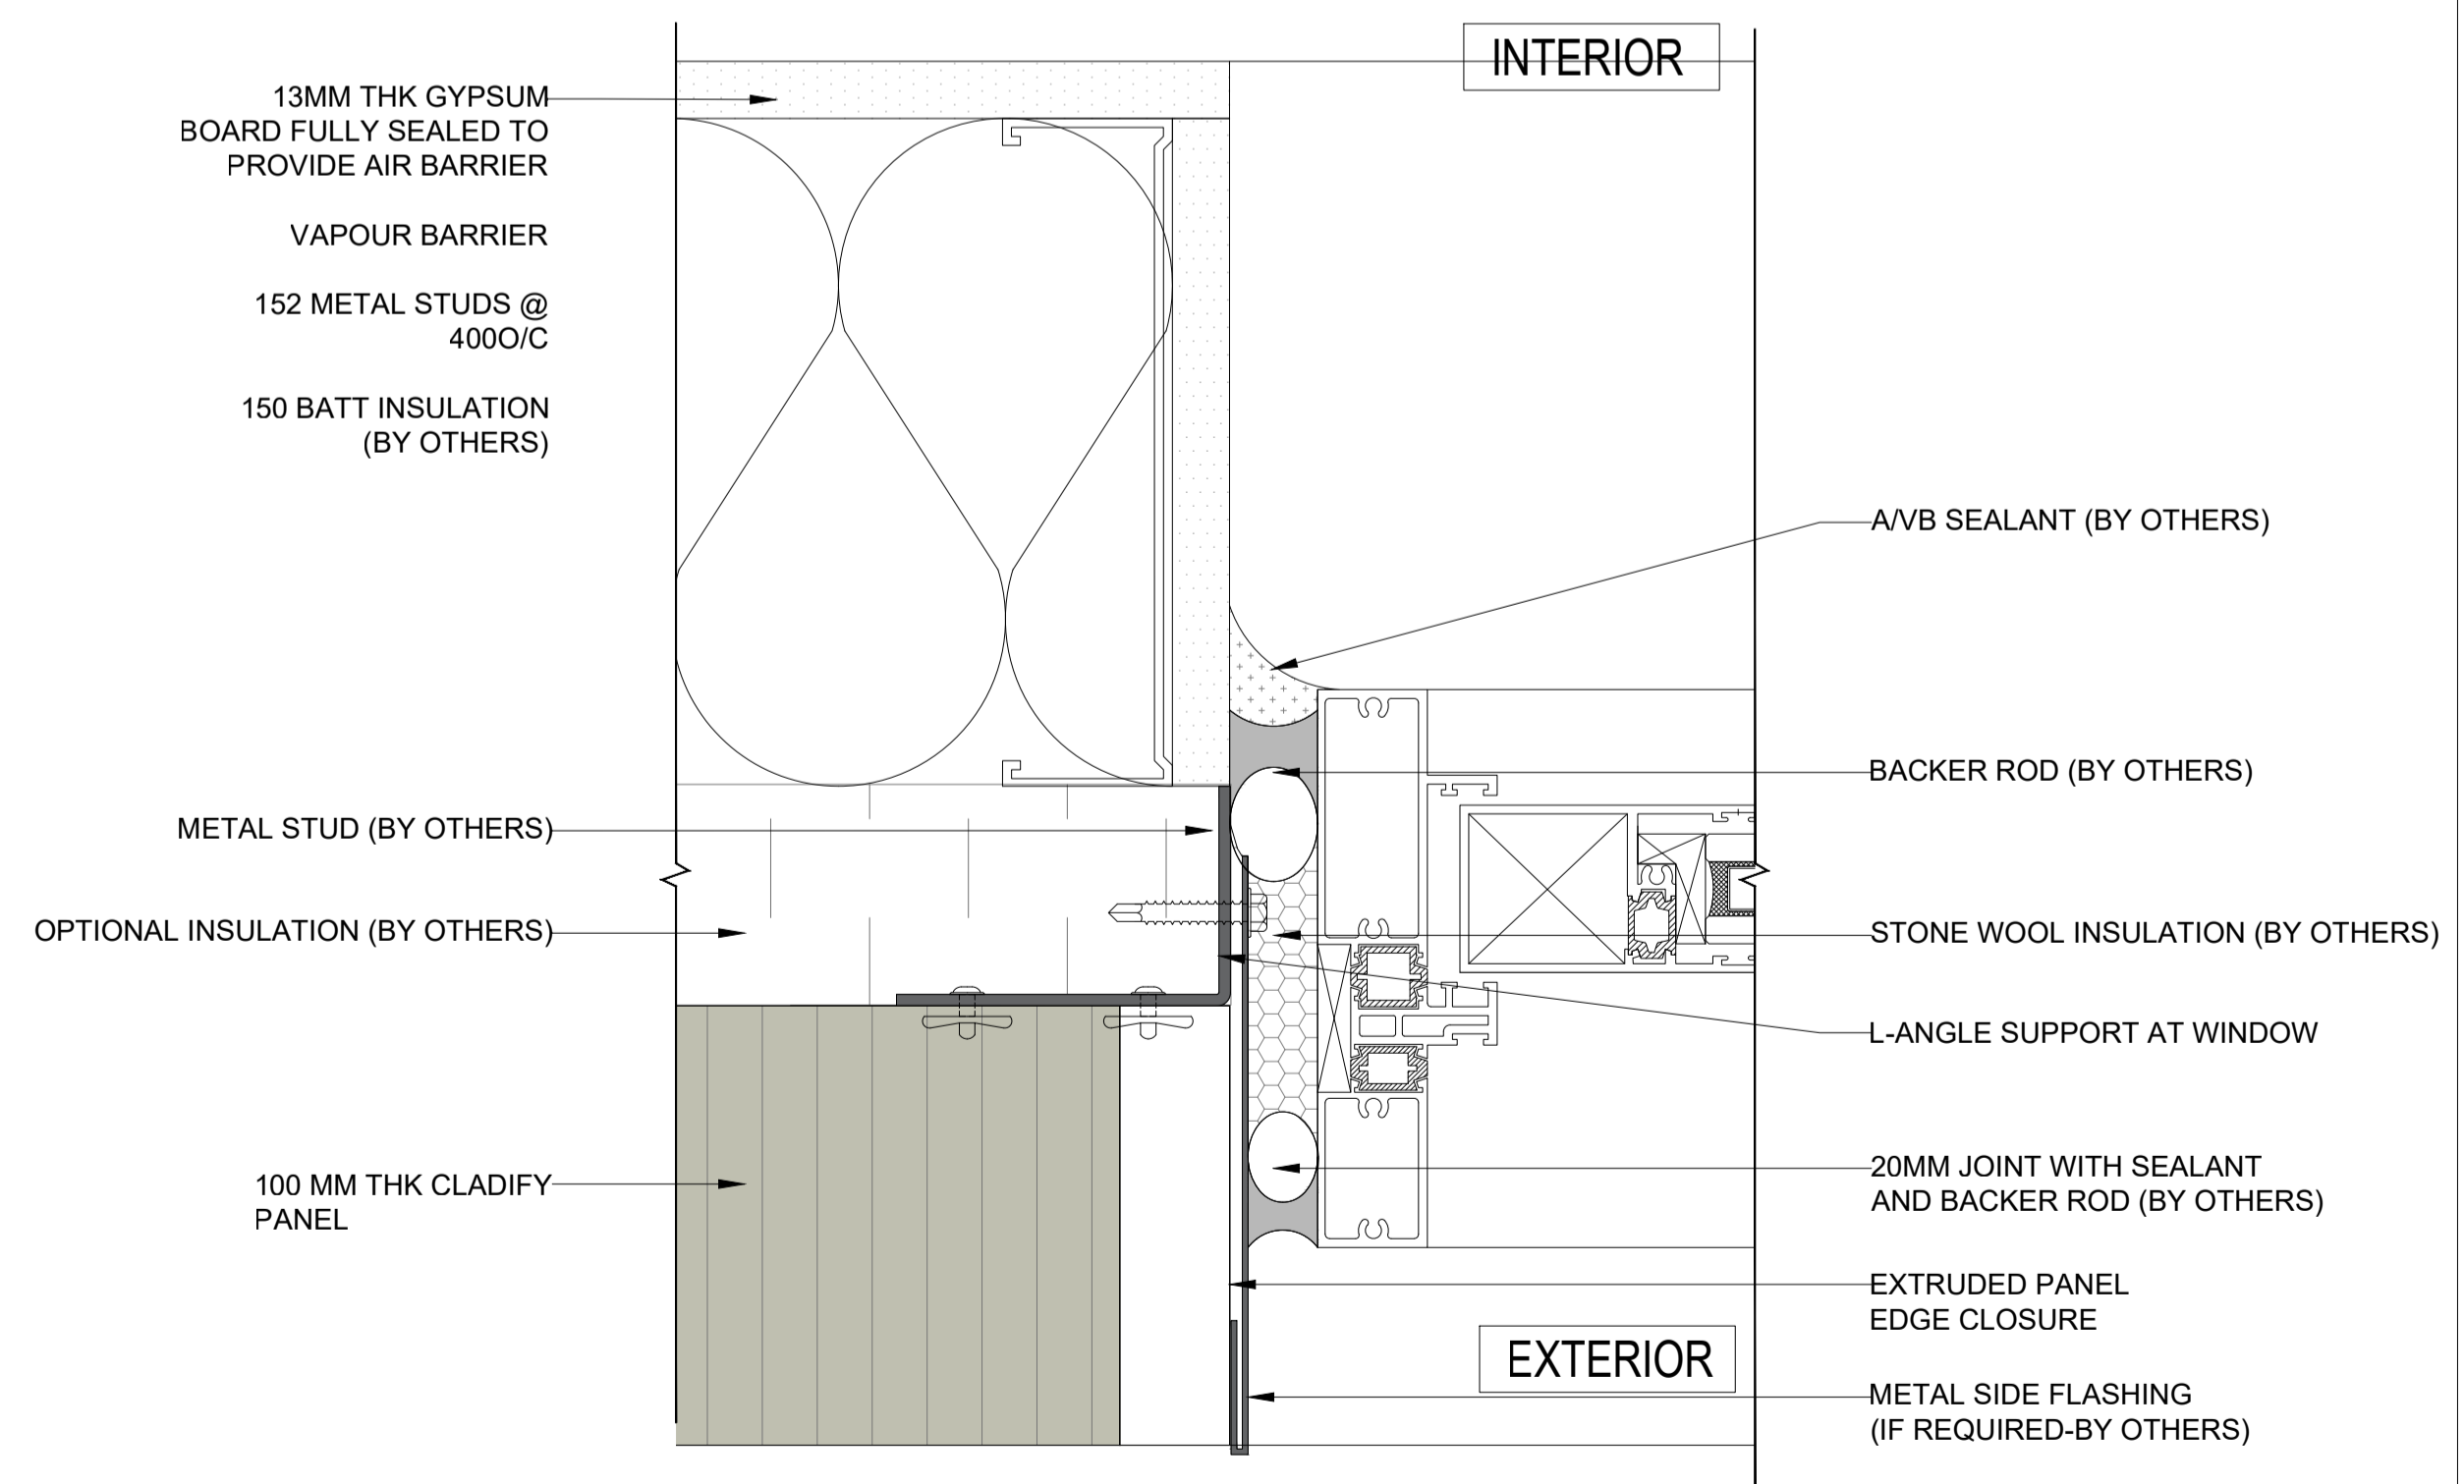 INTERIOR
13MM THK GYPSUM
BOARD FULLY SEALED TO
PROVIDE AIR BARRIER
VAPOUR BARRIER
152 METAL STUDS @
400O/C
150 BATT INSULATION
(BY OTHERS)
METAL STUD (BY OTHERS)
OPTIONAL INSULATION (BY OTHERS)
100 MM THK CLADIFY
PANEL
A/VB SEALANT (BY OTHERS)
BACKER ROD (BY OTHERS)
STONE WOOL INSULATION (BY OTHERS)
L-ANGLE SUPPORT AT WINDOW
20MM JOINT WITH SEALANT
AND BACKER ROD (BY OTHERS)
EXTRUDED PANEL
EDGE CLOSURE
EXTERIOR
METAL SIDE FLASHING
(IF REQUIRED-BY OTHERS)